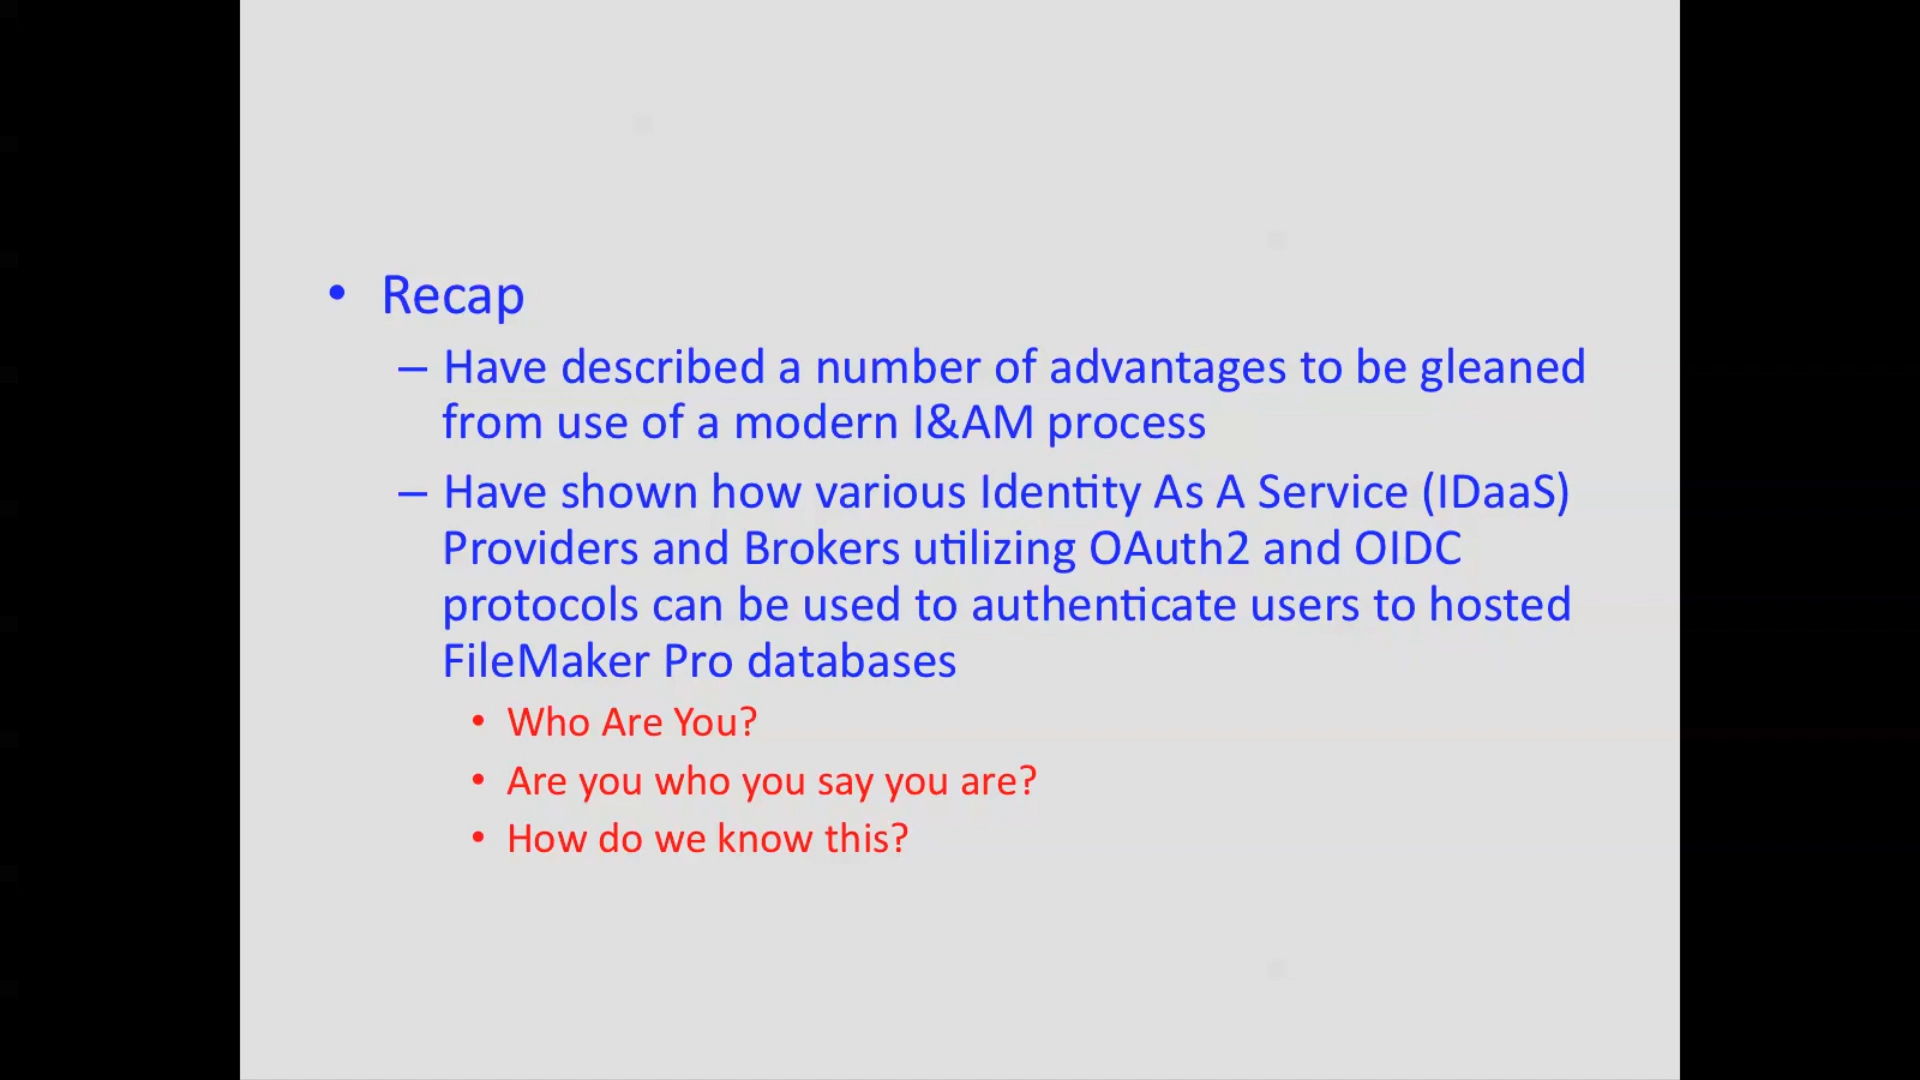 • Recap
– Have described a number of advantages to be gleaned
from use of a modern I&AM process
– Have shown how various Identity As A Service (IDaaS)
Providers and Brokers utilizing OAuth2 and OIDC
protocols can be used to authenticate users to hosted
FileMaker Pro databases
• Who Are You?
• Are you who you say you are?
• How do we know this?